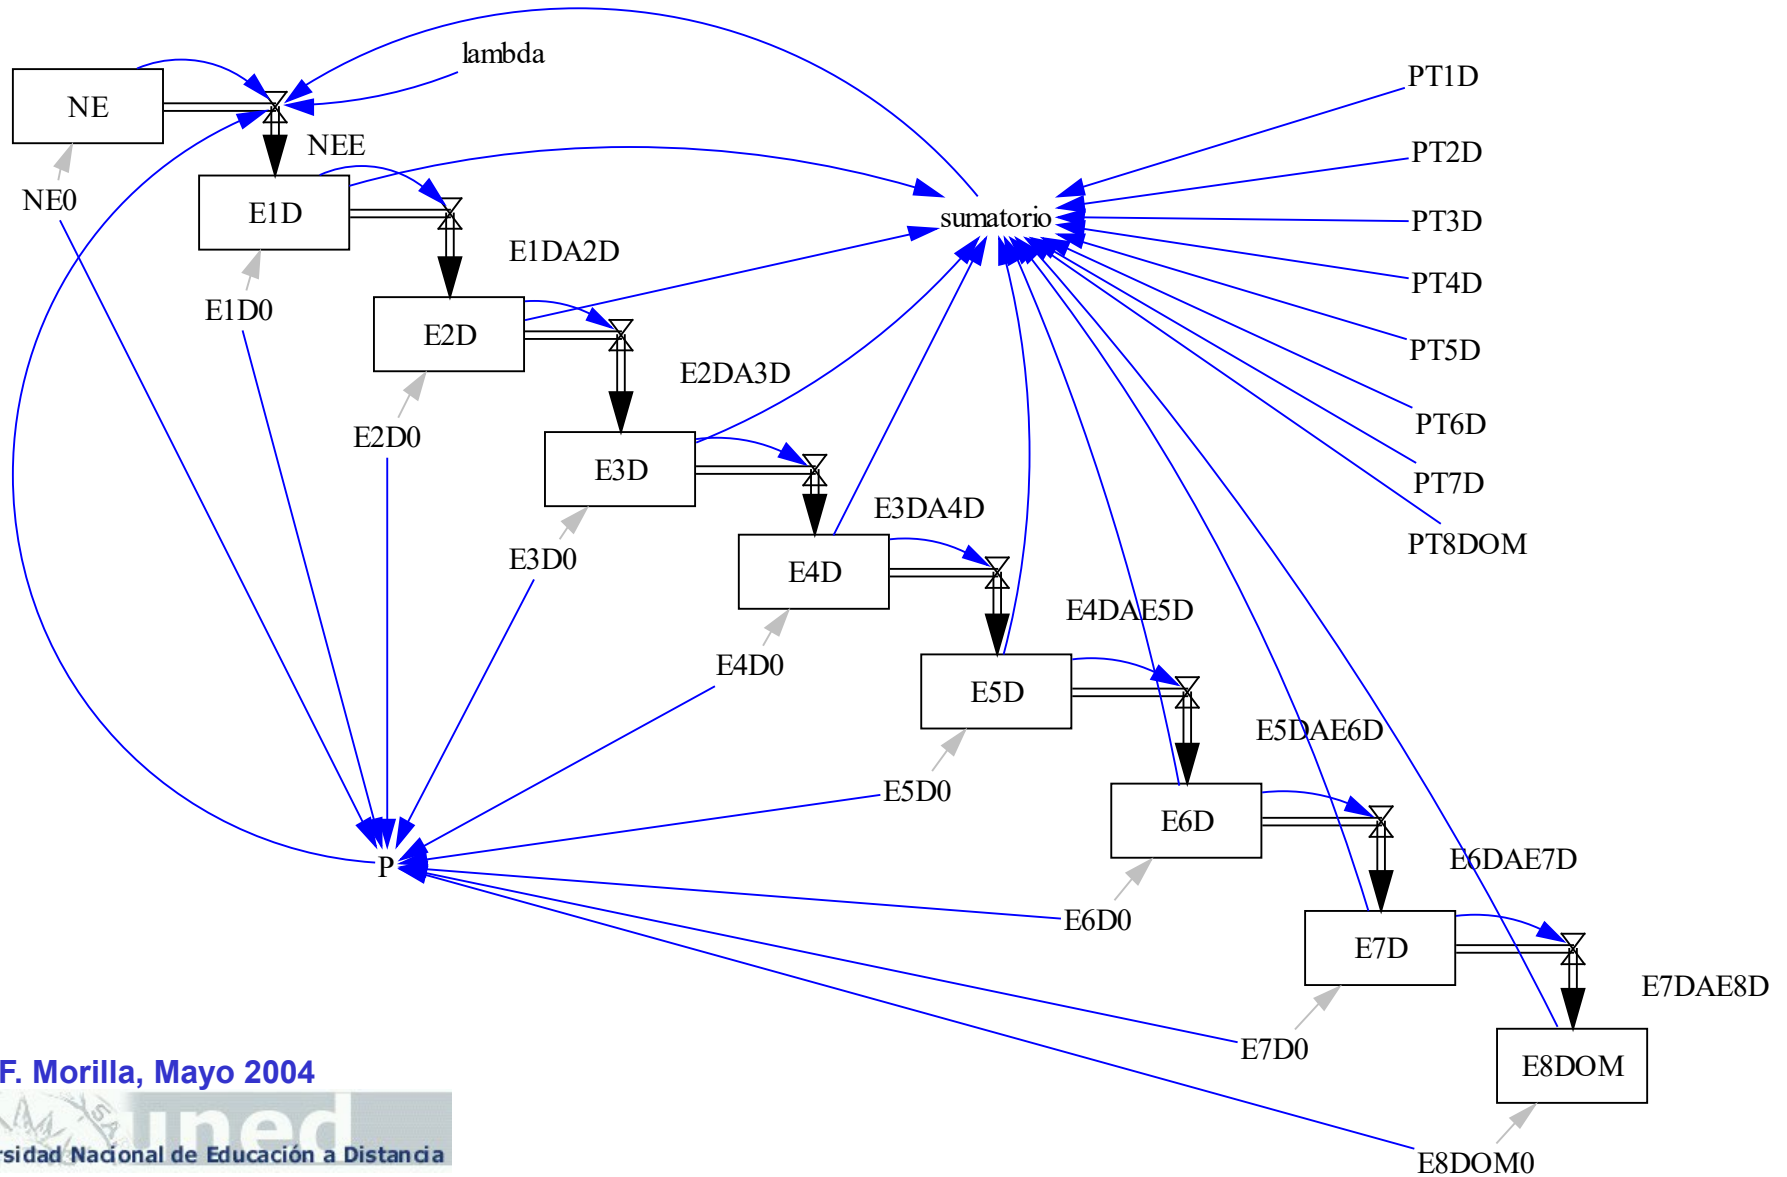 lambda
NE
NEE
NE0
E1D
E1DA2D
E1D0
E2D
E2DA3D
E2D0
E3D
E3DA4D
E3D0
E4D
E4DAE5D
E4D0
E5D
E5DAE6D
E5D0
E6D
E6DAE7D
E6D0
E7D
E7DAE8D
E7D0
E8DOM
E8DOM0
P
sumatorio
PT1D
PT2D
PT3D
PT4D
PT5D
PT6D
PT7D
PT8DOM
F. Morilla, Mayo 2004
uned
rsidad Nacional de Educación a Distancia